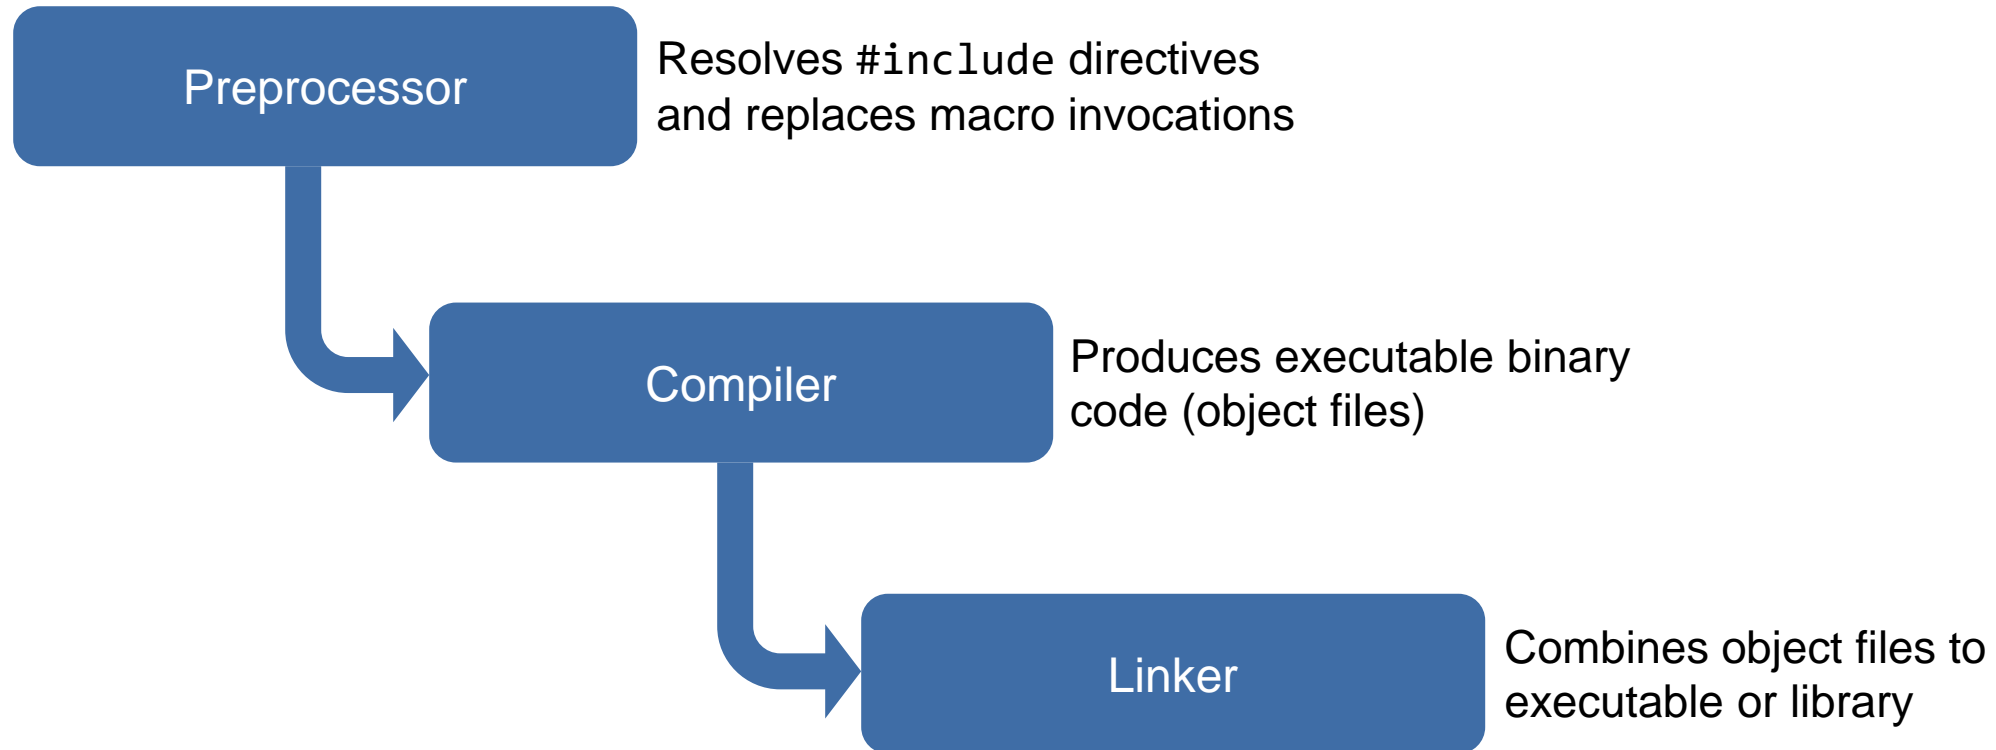 Preprocessor
Resolves #include directives
and replaces macro invocations
Compiler
Produces executable binary
code (object files)
Linker
Combines object files to
executable or library